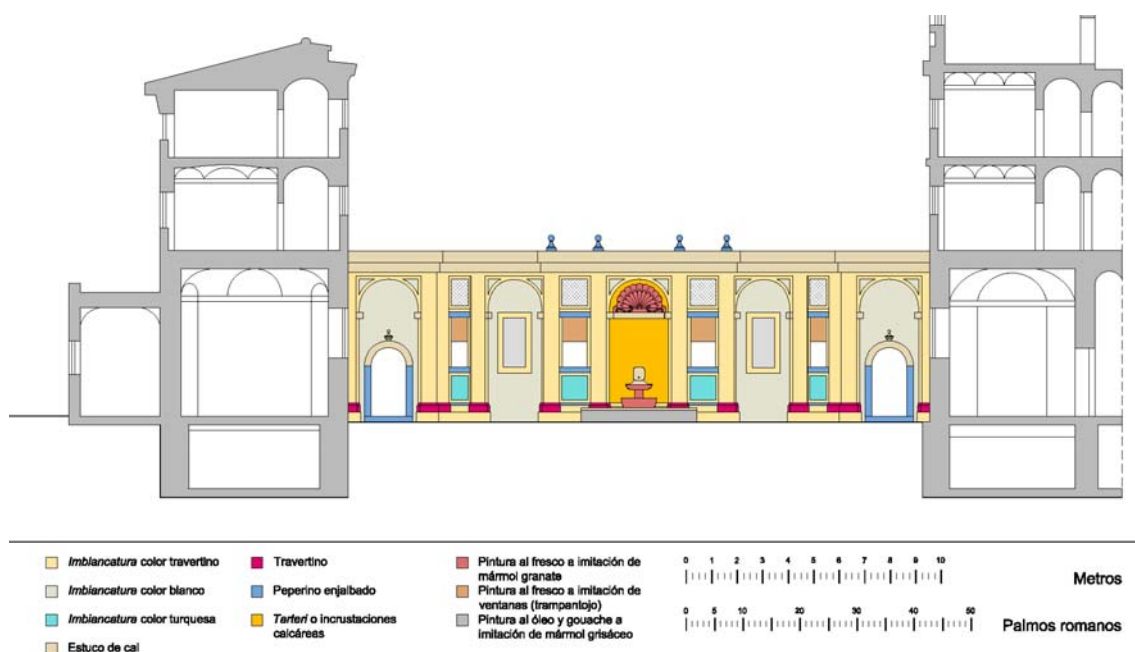 Imbiancatura color travertino
Imbiancatura color blanco
Imbiancatura color turquesa
Estuco de cal
Travertino
Peperino enjalbado
Tarteri o incrustaciones
calcáreas
Pintura al fresco a imitación de
mármol granate
Pintura al fresco a imitación de
ventanas (trampantojo)
Pintura al óleo y gouache a
imitación de mármol grisáceo
0 1 2 3 4 5 6 7 8 9 10
Metros
0 5 10 20 30 40 50
Palmos romanos